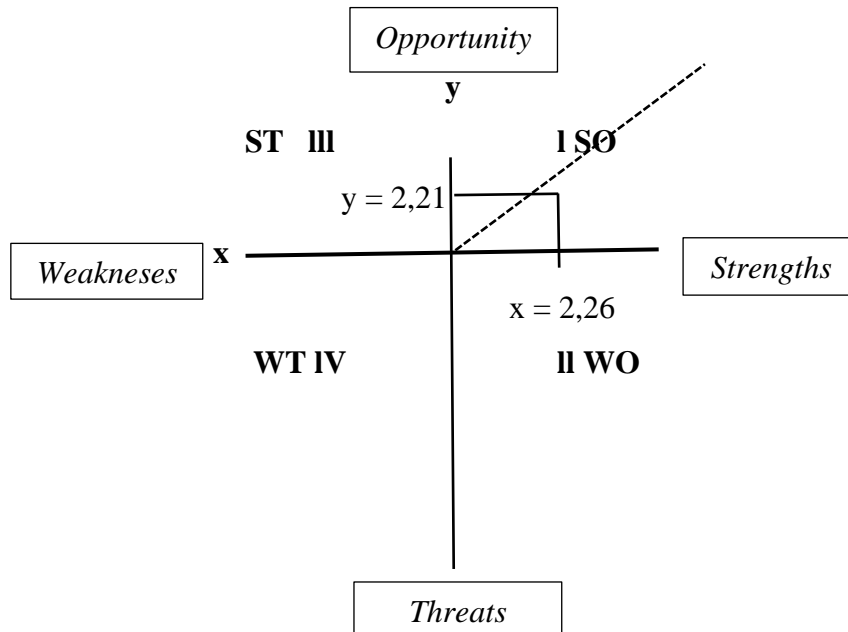 Opportunity
y
ST lll
l SO
y = 2,21
Weakneses
x
Strengths
x = 2,26
WT lV
ll WO
Threats